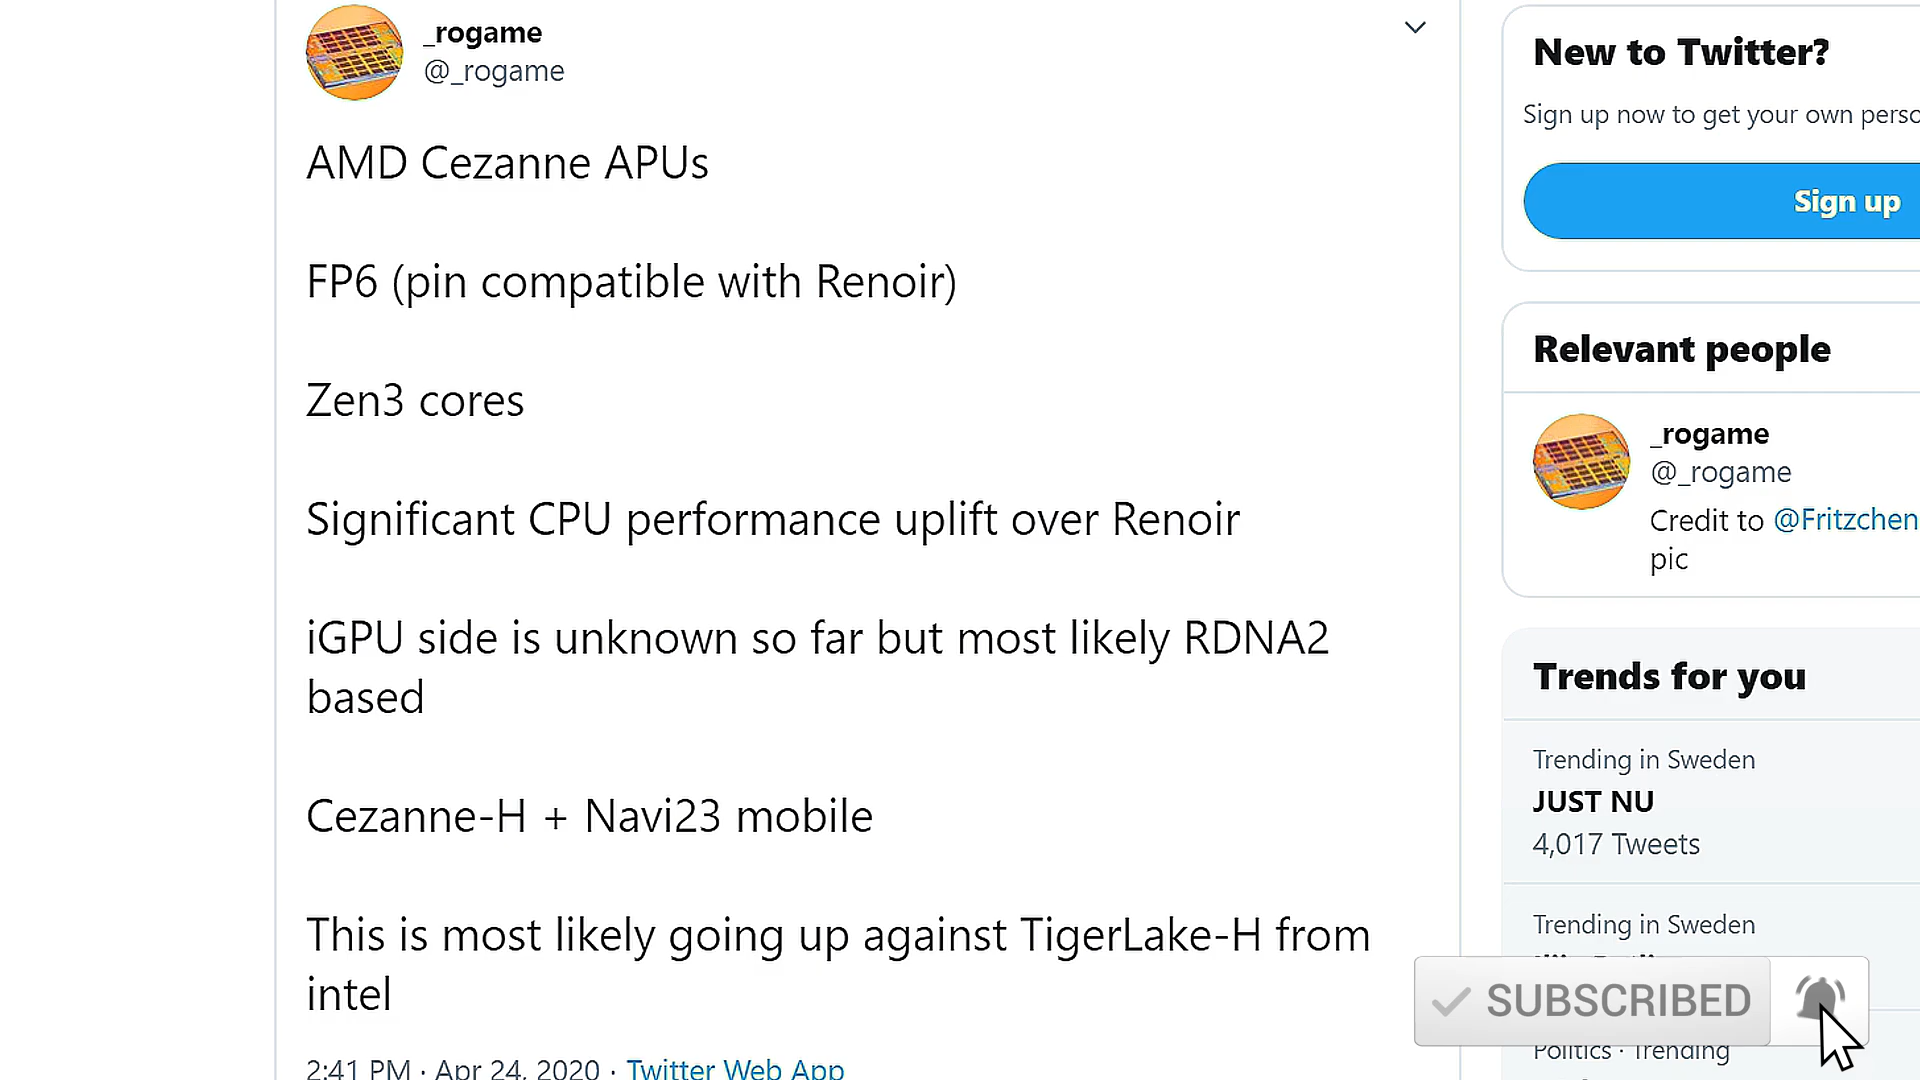 _rogame
@_rogame
AMD Cezanne APUs
FP6 (pin compatible with Renoir)
Zen3 cores
Significant CPU performance uplift over Renoir
iGPU side is unknown so far but most likely RDNA2
based
Cezanne-H + Navi23 mobile
This is most likely going up against TigerLake-H from
intel
2:41 PM · Apr 24, 2020 · Twitter Web App
New to Twitter?
Sign up now to get your own perso
Sign up
Relevant people
_rogame
@_rogame
Credit to @Fritzchen
pic
Trends for you
Trending in Sweden
JUST NU
4,017 Tweets
Trending in Sweden
SUBSCRIBED
Politics · Trending